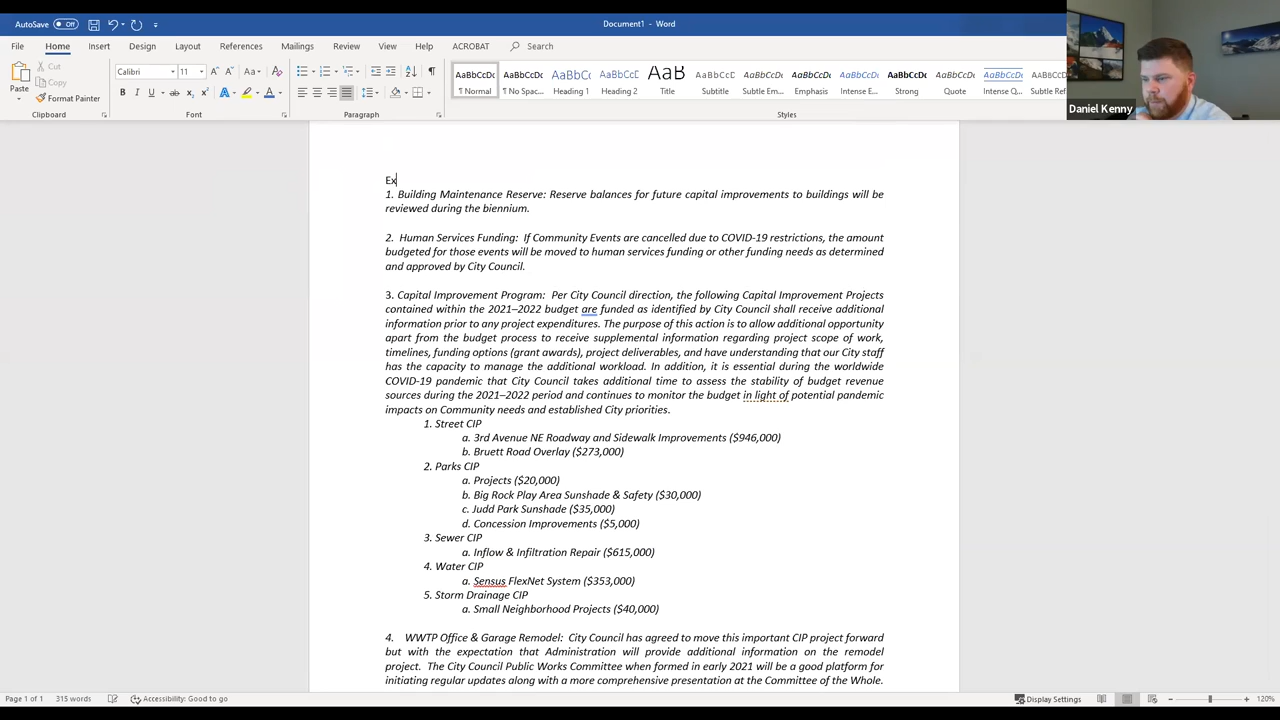 AutoSave Off Document1 - Word
File Home Insert Design Layout References Mailings Review View Help ACROBAT Search
Daniel Kenny
Paste Cut Copy Format Painter
Calibri 11
AaBbCcDc AaBbCcDc AaBbCc AaBbCcE AaB AaBbCcD AaBbCcDc AaBbCcDc AaBbCcDc AaBbCcDc AaBbCcDc AaBbCcDc
¶ Normal ¶ No Spac... Heading 1 Heading 2 Title Subtitle Subtle Em... Emphasis Intense E... Strong Quote Intense Q... Subtle Ref
Clipboard Font Paragraph Styles
Ex
1. Building Maintenance Reserve: Reserve balances for future capital improvements to buildings will be
reviewed during the biennium.
2. Human Services Funding: If Community Events are cancelled due to COVID-19 restrictions, the amount
budgeted for those events will be moved to human services funding or other funding needs as determined
and approved by City Council.
3. Capital Improvement Program: Per City Council direction, the following Capital Improvement Projects
contained within the 2021–2022 budget are funded as identified by City Council shall receive additional
information prior to any project expenditures. The purpose of this action is to allow additional opportunity
apart from the budget process to receive supplemental information regarding project scope of work,
timelines, funding options (grant awards), project deliverables, and have understanding that our City staff
has the capacity to manage the additional workload. In addition, it is essential during the worldwide
COVID-19 pandemic that City Council takes additional time to assess the stability of budget revenue
sources during the 2021–2022 period and continues to monitor the budget in light of potential pandemic
impacts on Community needs and established City priorities.
1. Street CIP
a. 3rd Avenue NE Roadway and Sidewalk Improvements ($946,000)
b. Bruett Road Overlay ($273,000)
2. Parks CIP
a. Projects ($20,000)
b. Big Rock Play Area Sunshade & Safety ($30,000)
c. Judd Park Sunshade ($35,000)
d. Concession Improvements ($5,000)
3. Sewer CIP
a. Inflow & Infiltration Repair ($615,000)
4. Water CIP
a. Sensus FlexNet System ($353,000)
5. Storm Drainage CIP
a. Small Neighborhood Projects ($40,000)
4. WWTP Office & Garage Remodel: City Council has agreed to move this important CIP project forward
but with the expectation that Administration will provide additional information on the remodel
project. The City Council Public Works Committee when formed in early 2021 will be a good platform for
initiating regular updates along with a more comprehensive presentation at the Committee of the Whole.
Page 1 of 1 315 words Accessibility: Good to go Display Settings 120%